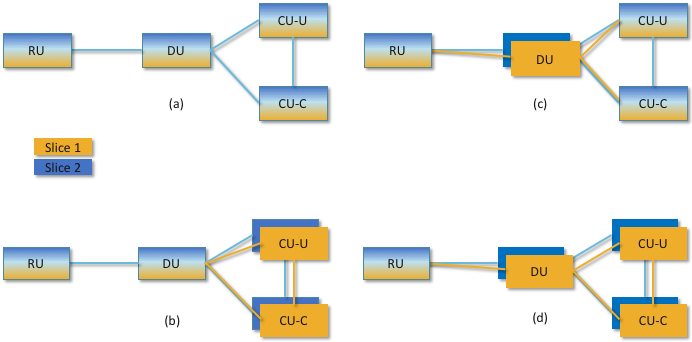 RU
DU
CU-U
CU-C
(a)
RU
DU
CU-U
CU-C
(c)
Slice 1
Slice 2
RU
DU
CU-U
CU-C
(b)
RU
DU
CU-U
CU-C
(d)